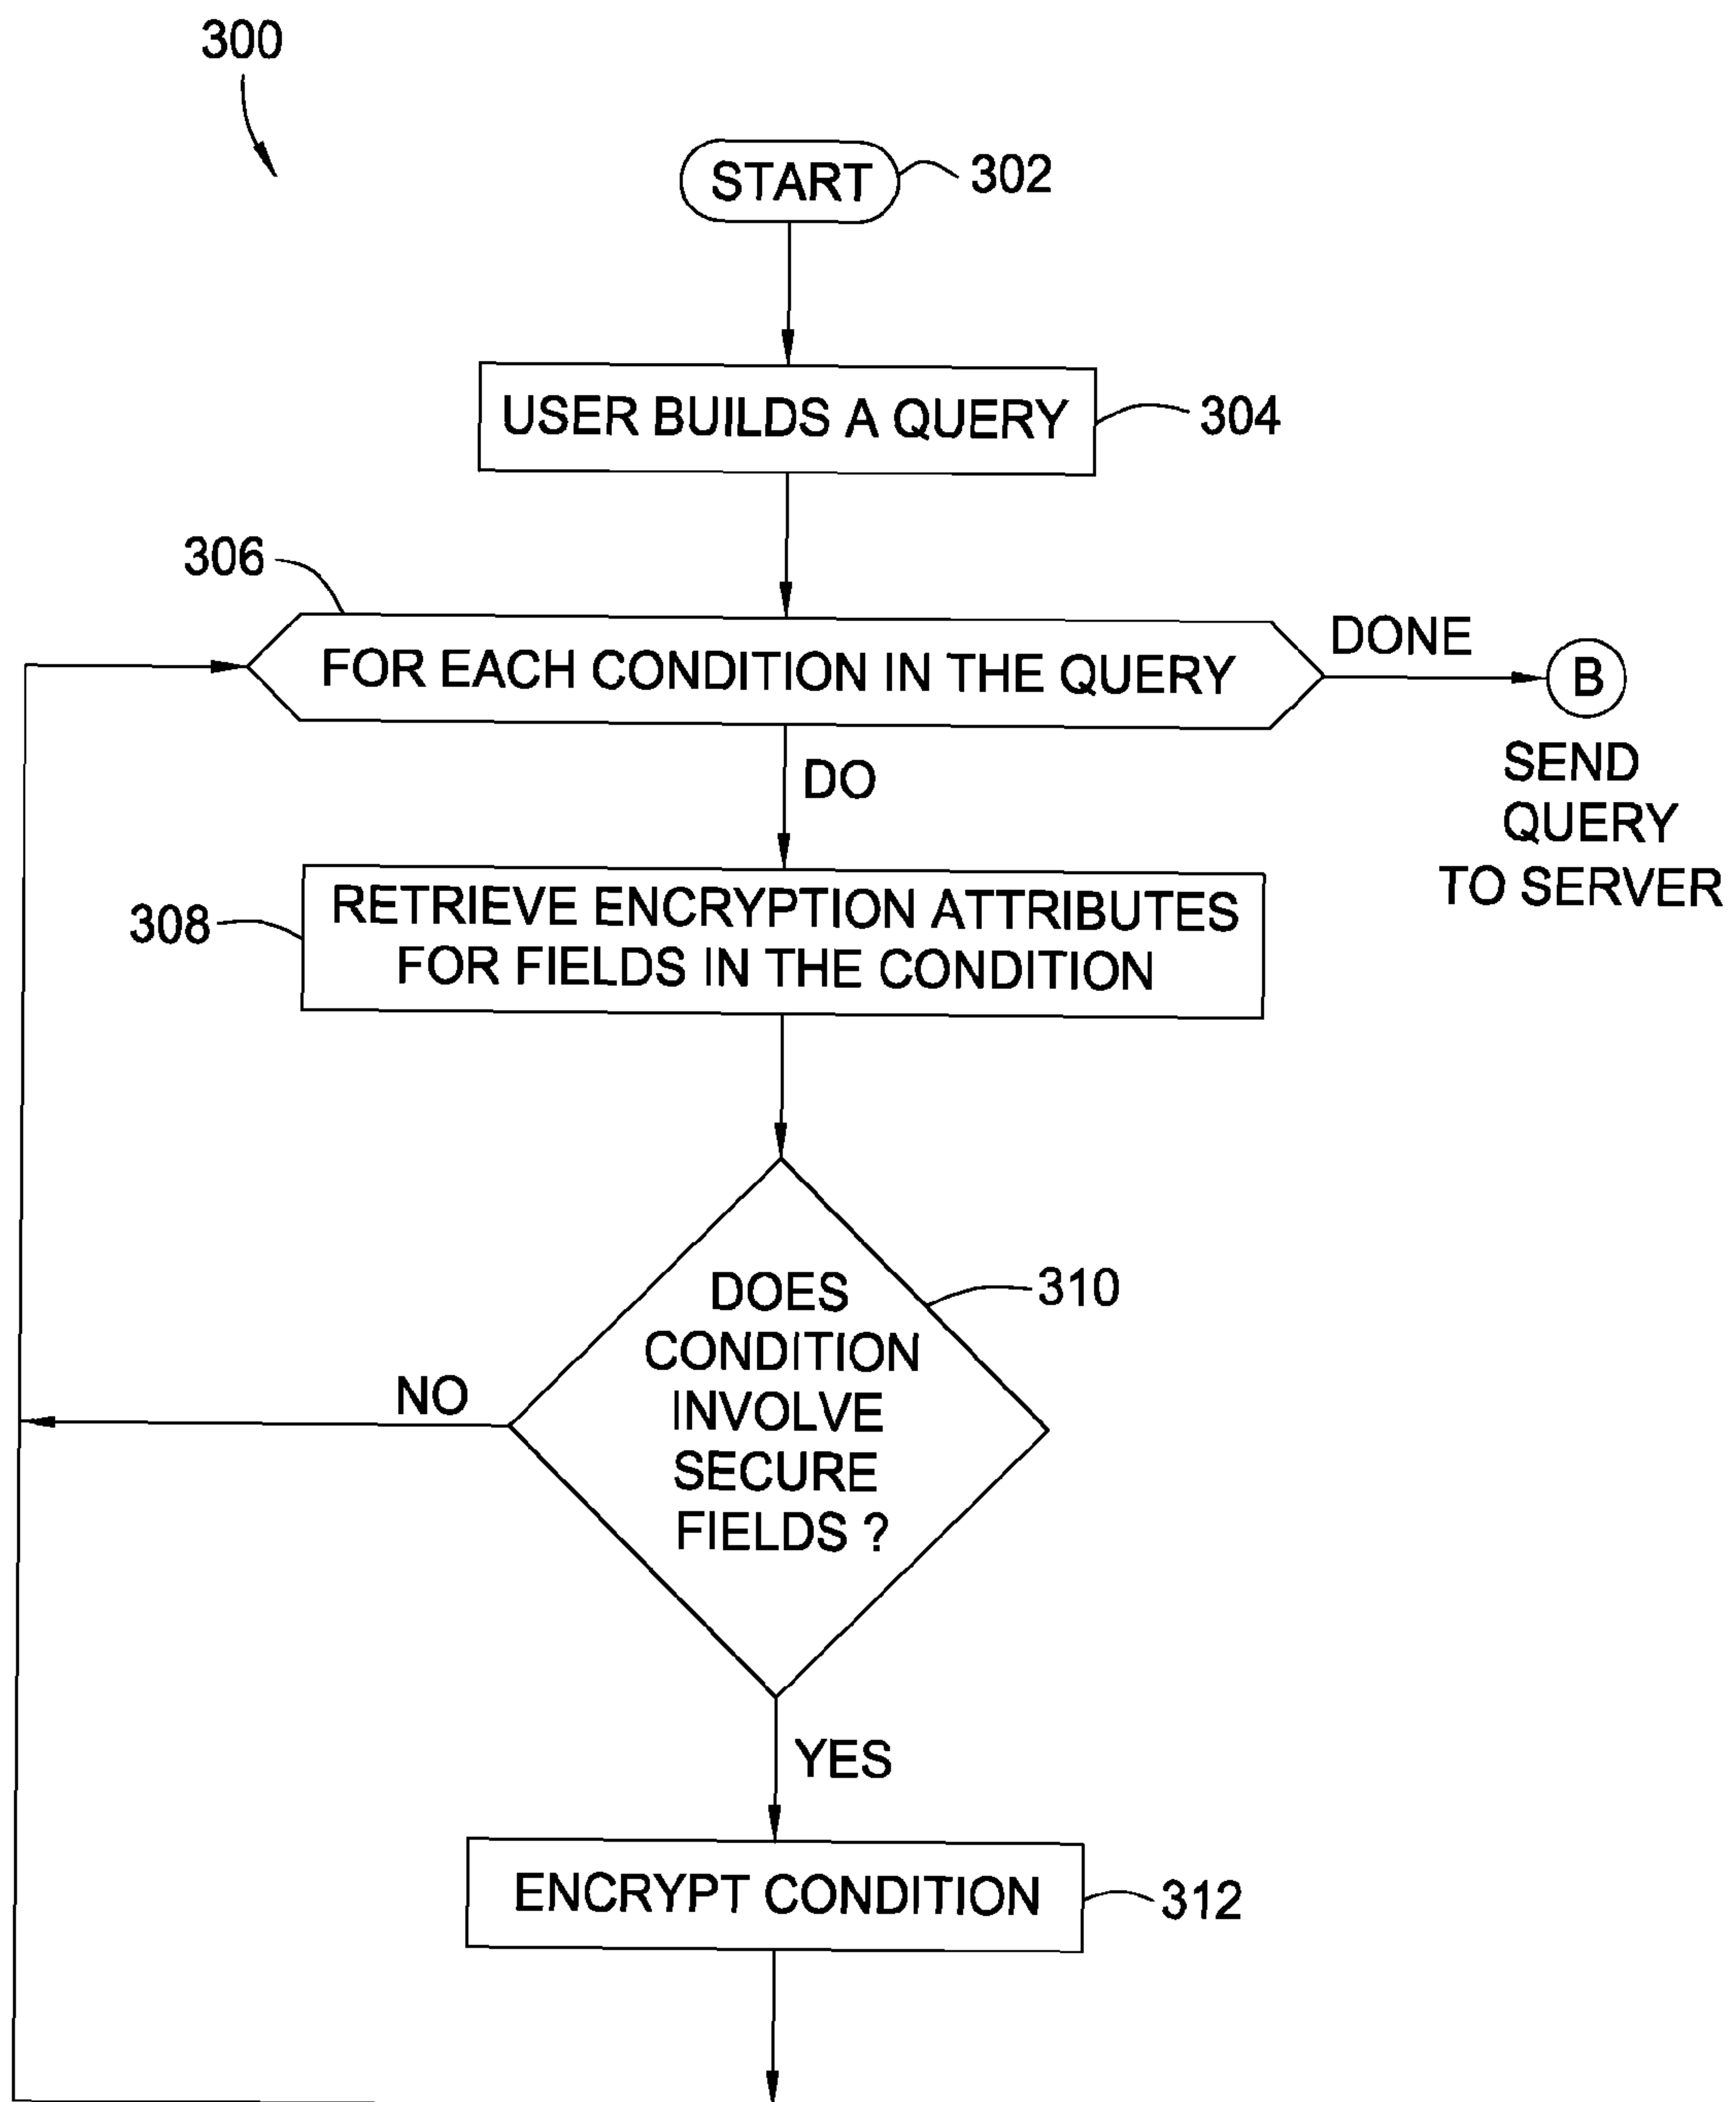 300
START
302
USER BUILDS A QUERY
304
306
FOR EACH CONDITION IN THE QUERY
DONE
B
SEND
QUERY
TO SERVER
DO
308
RETRIEVE ENCRYPTION ATTRIBUTES
FOR FIELDS IN THE CONDITION
310
DOES
CONDITION
INVOLVE
SECURE
FIELDS ?
NO
YES
ENCRYPT CONDITION
312